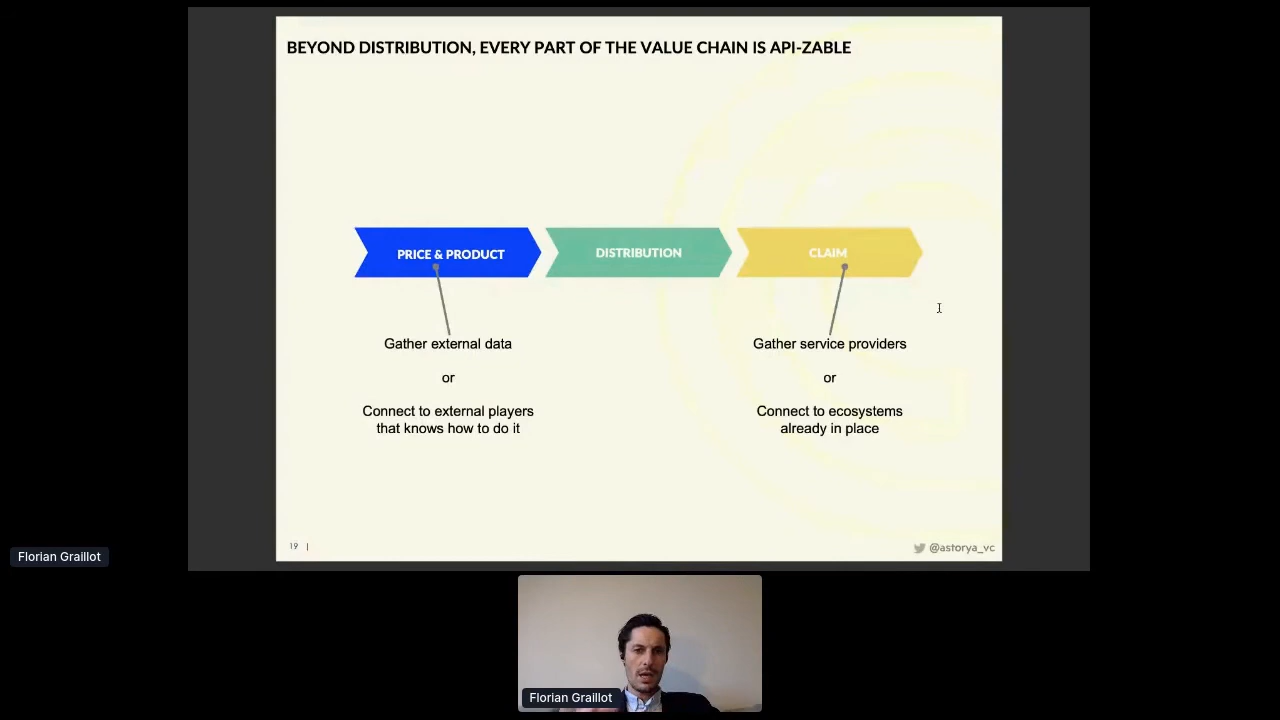 BEYOND DISTRIBUTION, EVERY PART OF THE VALUE CHAIN IS API-ZABLE
PRICE & PRODUCT
DISTRIBUTION
CLAIM
Gather external data
or
Connect to external players
that knows how to do it
Gather service providers
or
Connect to ecosystems
already in place
19 |
@astorya_vc
Florian Graillot
Florian Graillot